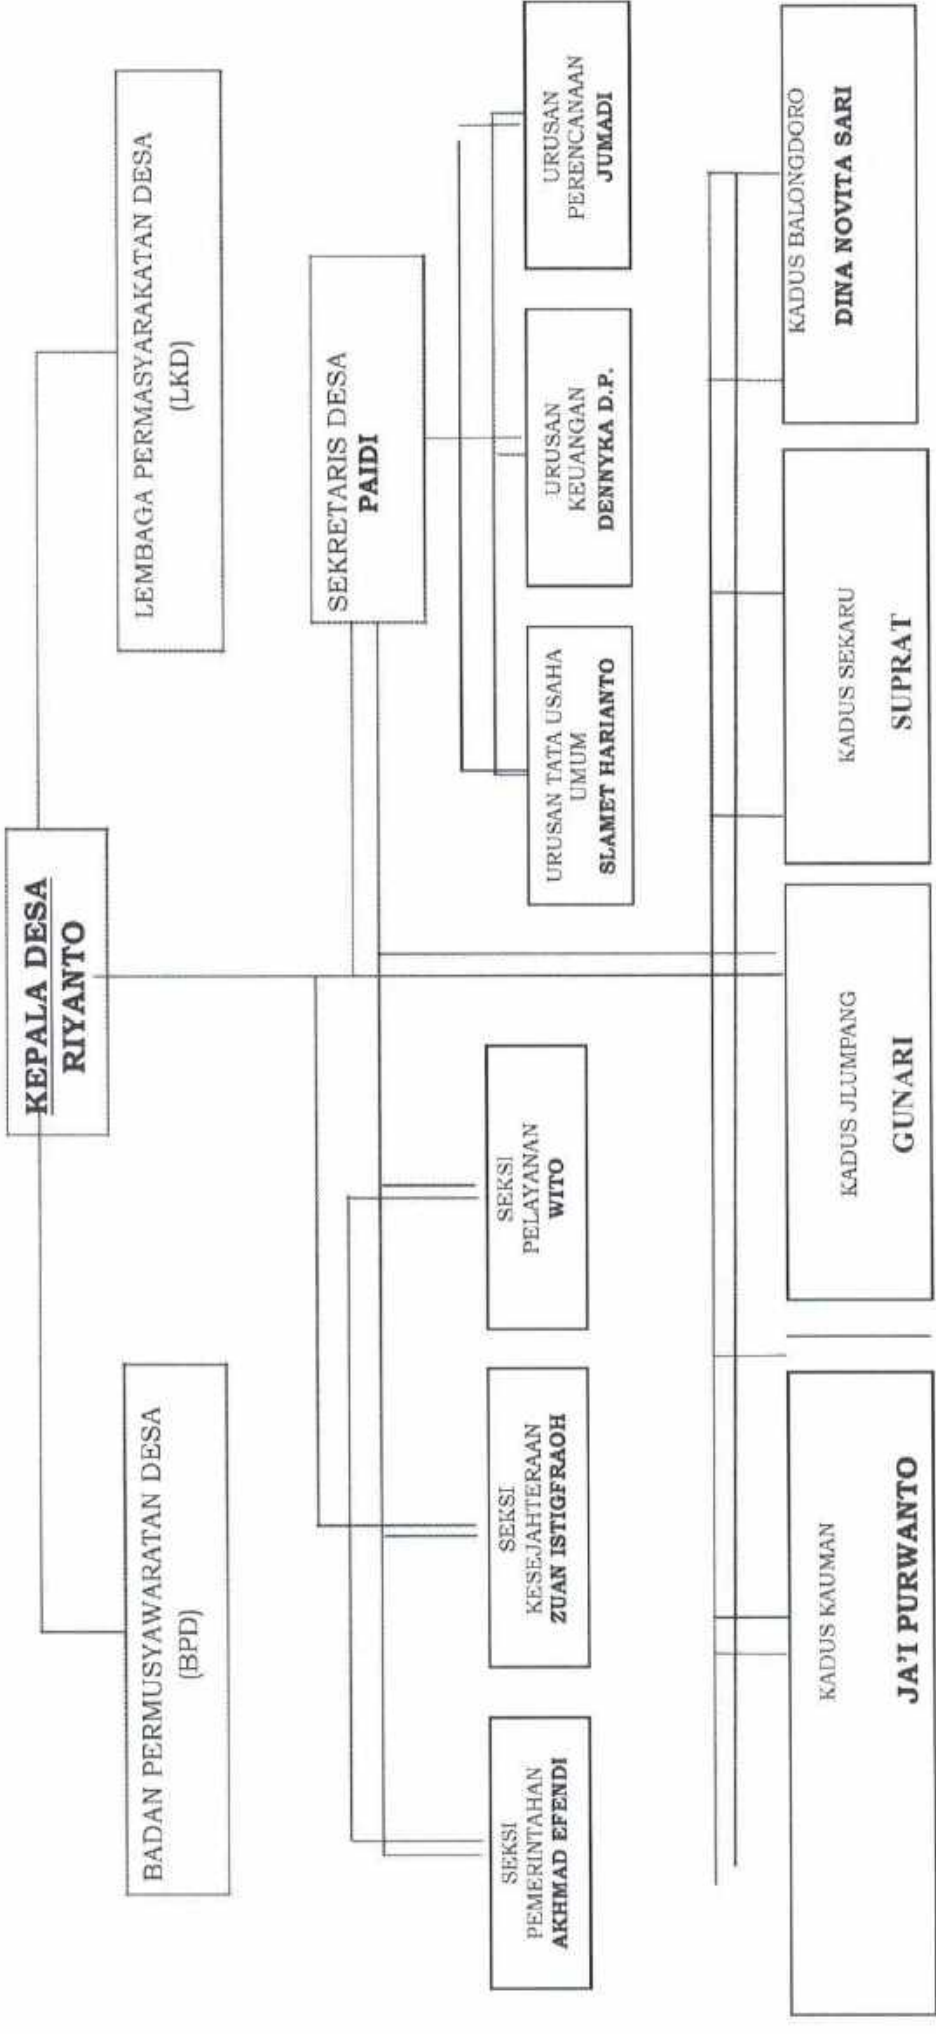 KEPALA DESA
RIYANTO
BADAN PERMUSYAWARATAN DESA
(BPD)
LEMBAGA PERMASYARAKATAN DESA
(LKD)
SEKRETARIS DESA
PAIDI
SEKSI
PEMERINTAHAN
AKHMAD EFENDI
SEKSI
KESEJAHTERAAN
ZUAN ISTIGFRAOH
SEKSI
PELAYANAN
WITO
URUSAN TATA USAHA
UMUM
SLAMET HARIANTO
URUSAN
KEUANGAN
DENNYKA D.P.
URUSAN
PERENCANAAN
JUMADI
KADUS KAUMAN
JA'I PURWANTO
KADUS JLUMPANG
GUNARI
KADUS SEKARU
SUPRAT
KADUS BALONGDORO
DINA NOVITA SARI